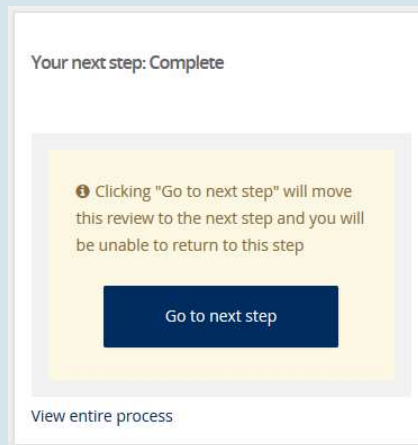 Your next step: Complete
Clicking "Go to next step" will move
this review to the next step and you will
be unable to return to this step
Go to next step
View entire process